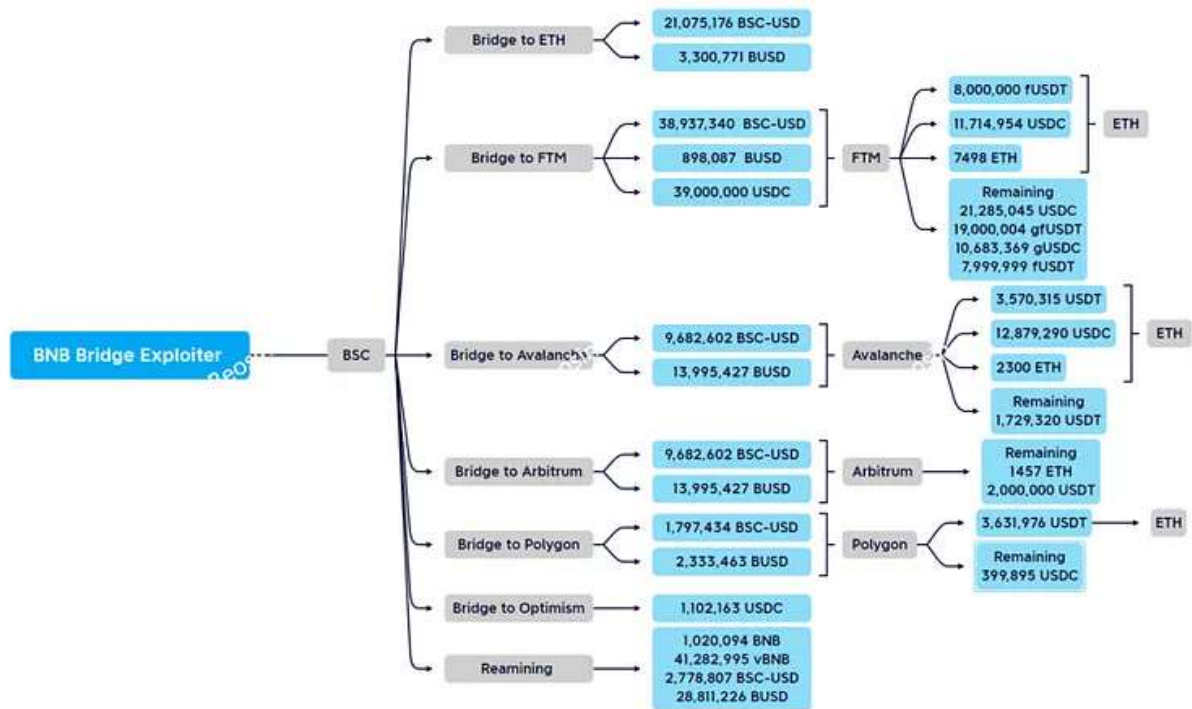 21,075,176 BSC-USD
Bridge to ETH
3,300,771 BUSD
8,000,000 fUSDT
38,937,340 BSC-USD
11,714,954 USDC
ETH
Bridge to FTM
898,087 BUSD
FTM
7498 ETH
39,000,000 USDC
Remaining
21,285,045 USDC
19,000,004 gfUSDT
10,683,369 gUSDC
7,999,999 fUSDT
3,570,315 USDT
BNB Bridge Exploiter
BSC
Bridge to Avalanche
9,682,602 BSC-USD
13,995,427 BUSD
Avalanche
12,879,290 USDC
ETH
2300 ETH
Remaining
1,729,320 USDT
9,682,602 BSC-USD
Bridge to Arbitrum
13,995,427 BUSD
Arbitrum
Remaining
1457 ETH
2,000,000 USDT
1,797,434 BSC-USD
Bridge to Polygon
2,333,463 BUSD
Polygon
3,631,976 USDT
ETH
Remaining
399,895 USDC
Bridge to Optimism
1,102,163 USDC
Reamining
1,020,094 BNB
41,282,995 vBNB
2,778,807 BSC-USD
28,811,226 BUSD